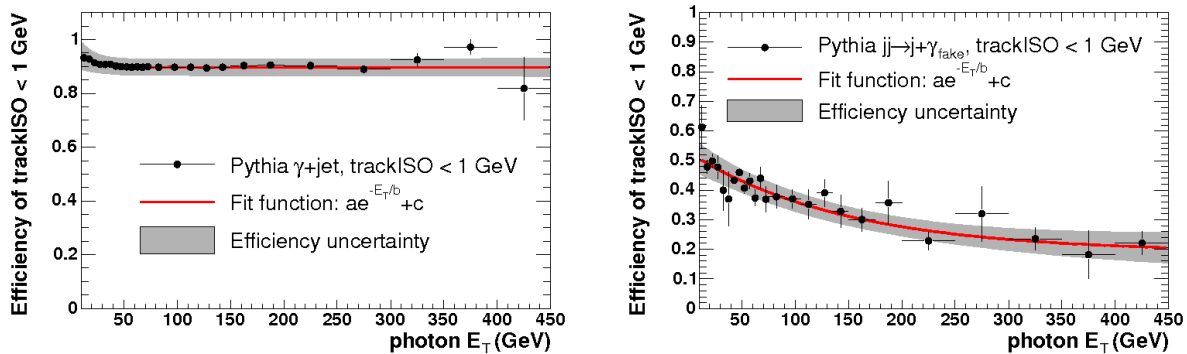 Efficiency of trackISO < 1 GeV
1
0.8
0.6
0.4
0.2
0
Pythia γ+jet, trackISO < 1 GeV
Fit function: ae^{-E_T/b}+c
Efficiency uncertainty
50 100 150 200 250 300 350 400 450
photon E_T (GeV)
Efficiency of trackISO < 1 GeV
1
0.9
0.8
0.7
0.6
0.5
0.4
0.3
0.2
0.1
0
Pythia jj→j+γ_{fake}, trackISO < 1 GeV
Fit function: ae^{-E_T/b}+c
Efficiency uncertainty
50 100 150 200 250 300 350 400 450
photon E_T (GeV)